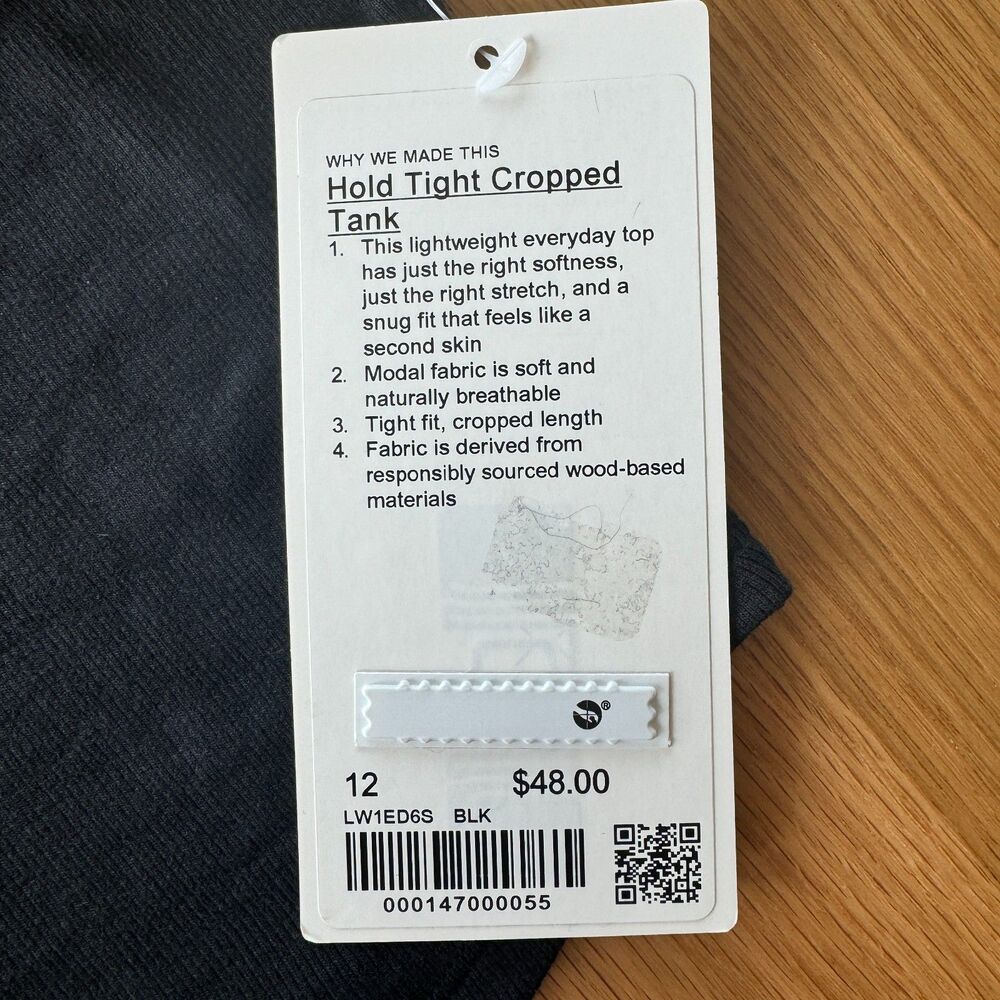 WHY WE MADE THIS
Hold Tight Cropped
Tank
1. This lightweight everyday top
has just the right softness,
just the right stretch, and a
snug fit that feels like a
second skin
2. Modal fabric is soft and
naturally breathable
3. Tight fit, cropped length
4. Fabric is derived from
responsibly sourced wood-based
materials
®
12 $48.00
LW1ED6S BLK
000147000055